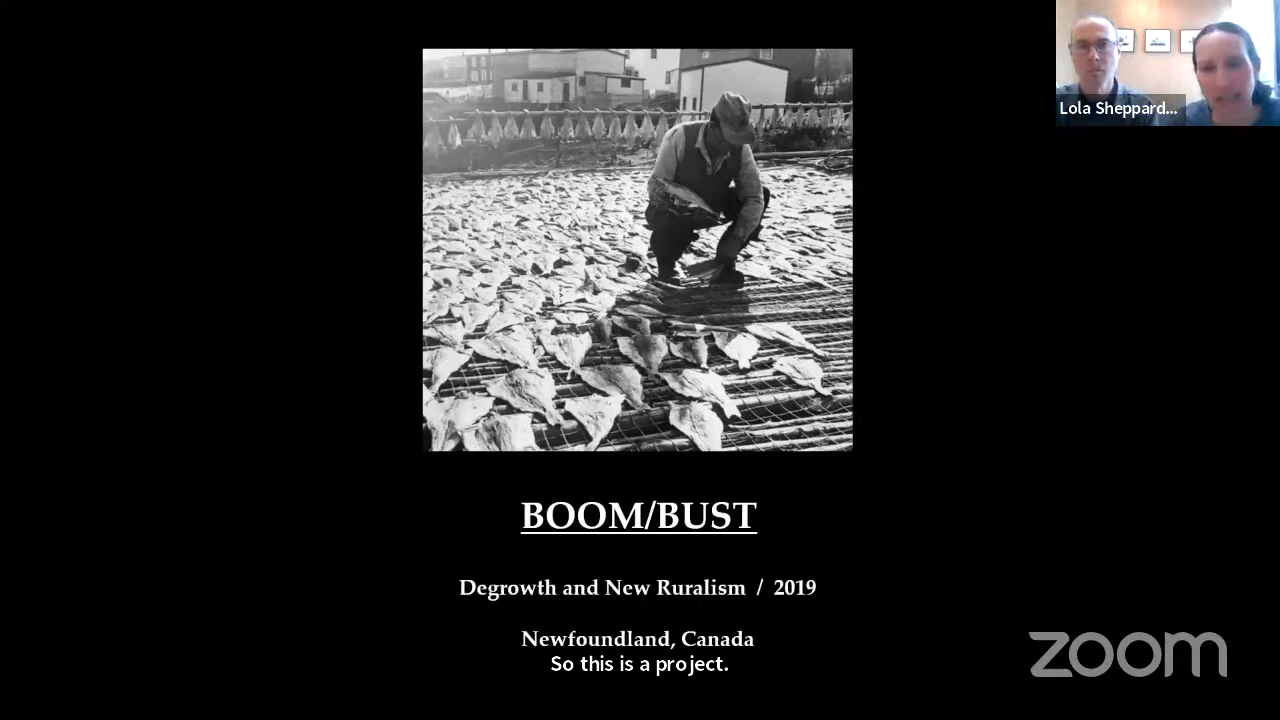 Lola Sheppard...
BOOM/BUST
Degrowth and New Ruralism / 2019
Newfoundland, Canada
So this is a project.
zoom